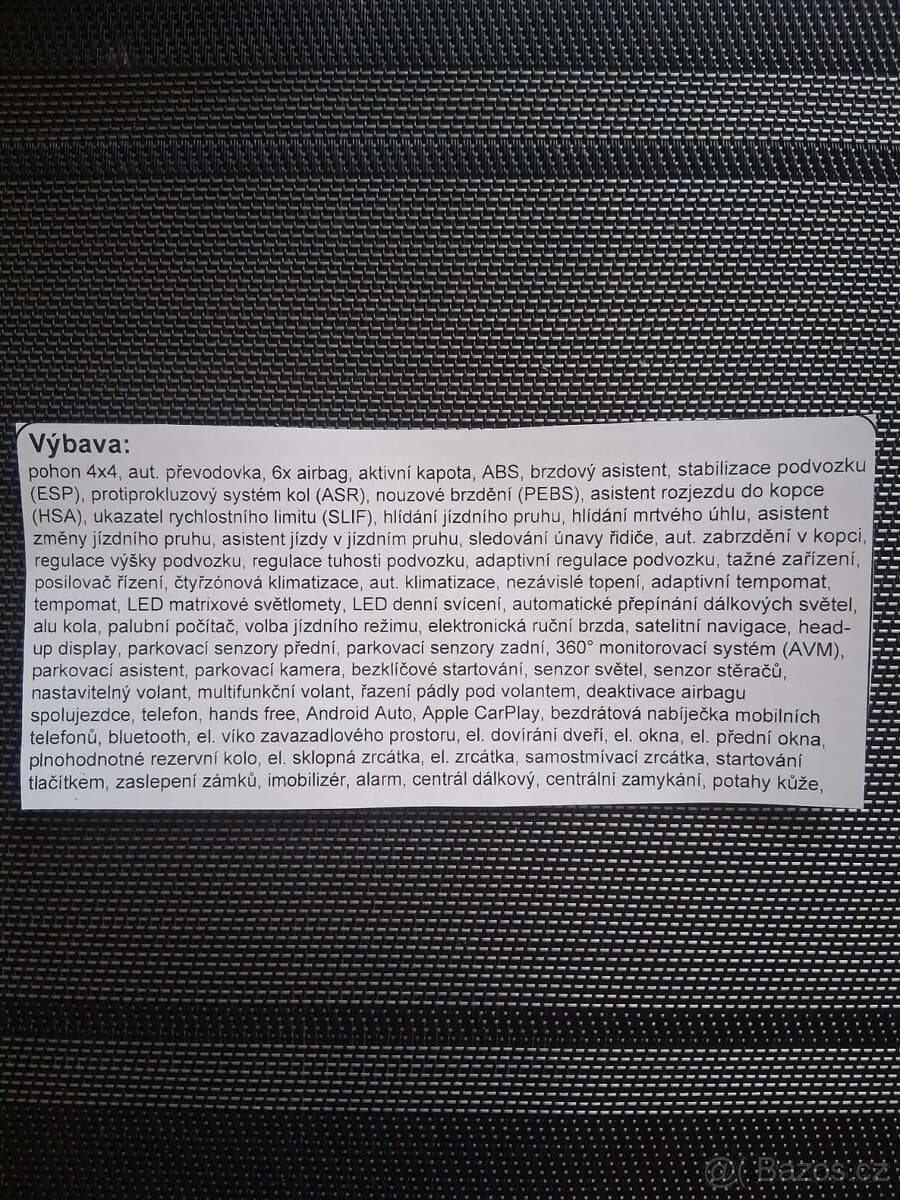 Výbava:
pohon 4x4, aut. převodovka, 6x airbag, aktivní kapota, ABS, brzdový asistent, stabilizace podvozku
(ESP), protiprokluzový systém kol (ASR), nouzové brzdění (PEBS), asistent rozjezdu do kopce
(HSA), ukazatel rychlostního limitu (SLIF), hlídání jízdního pruhu, hlídání mrtvého úhlu, asistent
změny jízdního pruhu, asistent jízdy v jízdním pruhu, sledování únavy řidiče, aut. zabrzdění v kopci,
regulace výšky podvozku, regulace tuhosti podvozku, adaptivní regulace podvozku, tažné zařízení,
posilovač řízení, čtyřzónová klimatizace, aut. klimatizace, nezávislé topení, adaptivní tempomat,
tempomat, LED matrixové světlomety, LED denní svícení, automatické přepínání dálkových světel,
alu kola, palubní počítač, volba jízdního režimu, elektronická ruční brzda, satelitní navigace, head-
up display, parkovací senzory přední, parkovací senzory zadní, 360° monitorovací systém (AVM),
parkovací asistent, parkovací kamera, bezklíčové startování, senzor světel, senzor stěračů,
nastavitelný volant, multifunkční volant, řazení pádly pod volantem, deaktivace airbagu
spolujezdce, telefon, hands free, Android Auto, Apple CarPlay, bezdrátová nabíječka mobilních
telefonů, bluetooth, el. víko zavazadlového prostoru, el. dovírání dveří, el. okna, el. přední okna,
plnohodnotné rezervní kolo, el. sklopná zrcátka, el. zrcátka, samostmívací zrcátka, startování
tlačítkem, zaslepení zámků, imobilizér, alarm, centrál dálkový, centrální zamykání, potahy kůže,
@( Bazos.cz